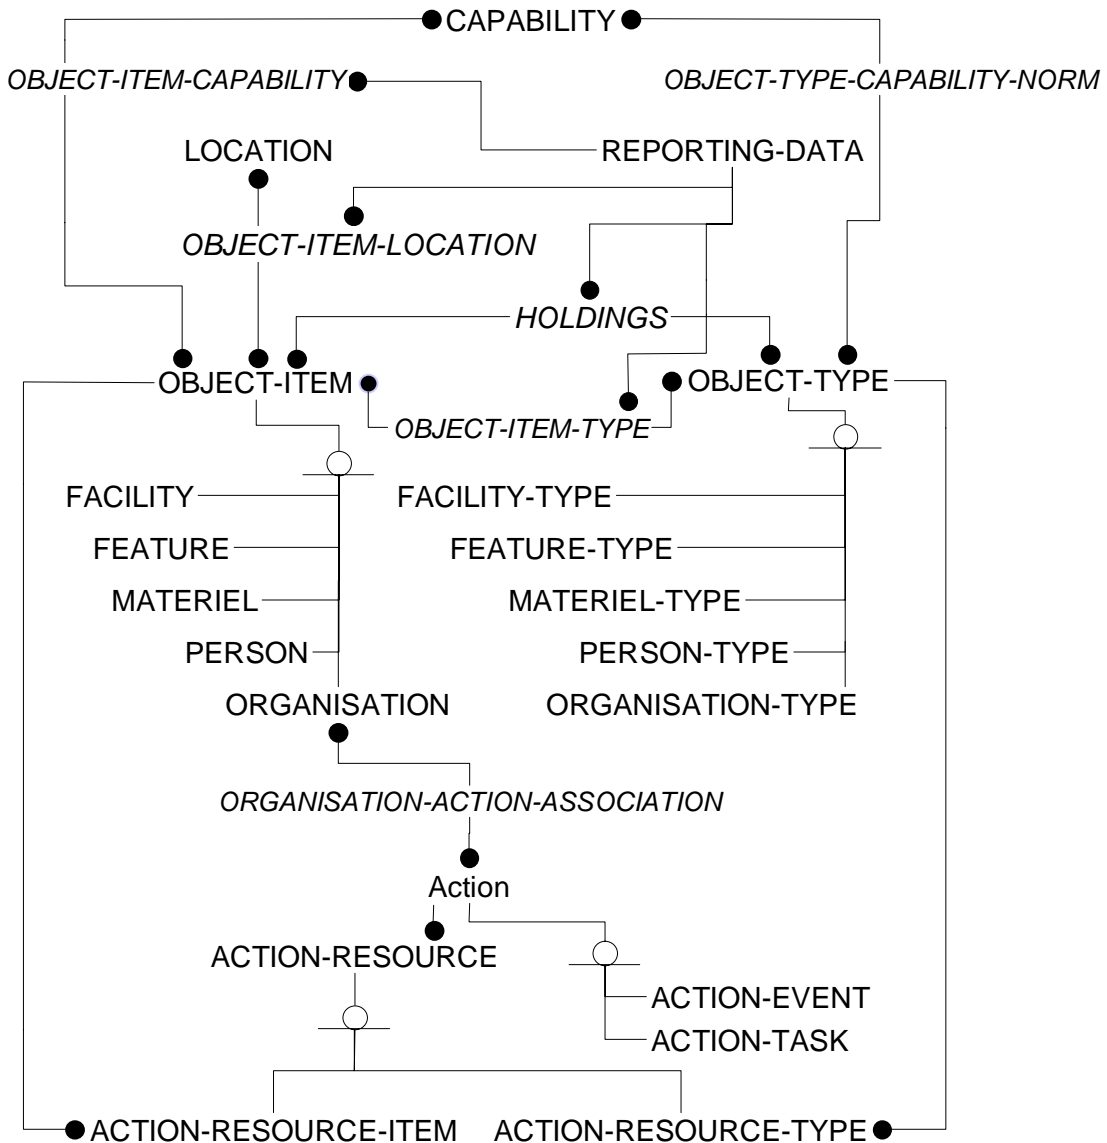 CAPABILITY
OBJECT-ITEM-CAPABILITY
OBJECT-TYPE-CAPABILITY-NORM
LOCATION
REPORTING-DATA
OBJECT-ITEM-LOCATION
HOLDINGS
OBJECT-ITEM
OBJECT-TYPE
OBJECT-ITEM-TYPE
FACILITY
FACILITY-TYPE
FEATURE
FEATURE-TYPE
MATERIEL
MATERIEL-TYPE
PERSON
PERSON-TYPE
ORGANISATION
ORGANISATION-TYPE
ORGANISATION-ACTION-ASSOCIATION
Action
ACTION-RESOURCE
ACTION-EVENT
ACTION-TASK
ACTION-RESOURCE-ITEM
ACTION-RESOURCE-TYPE